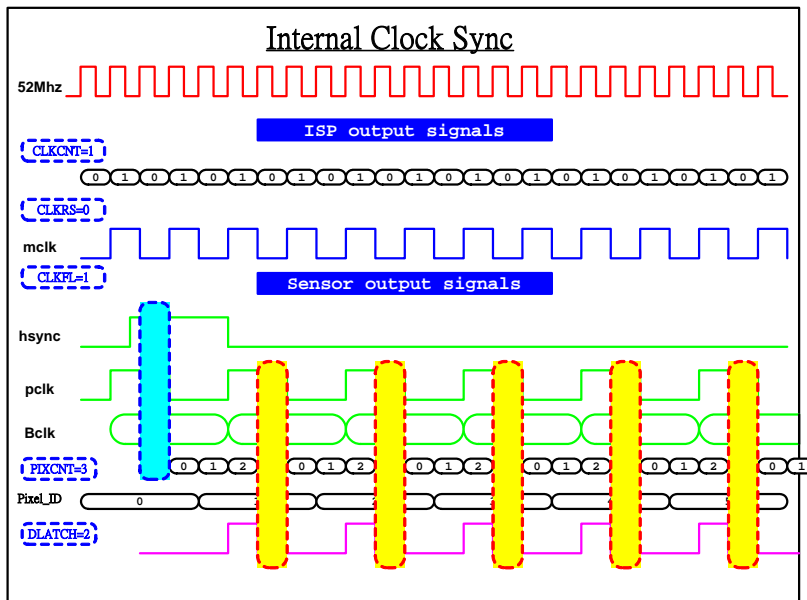 Internal Clock Sync
52Mhz
ISP output signals
CLKCNT=1
0 1 0 1 0 1 0 1 0 1 0 1 0 1 0 1 0 1 0 1 0 1 0 1
CLKRS=0
mclk
CLKFL=1
Sensor output signals
hsync
pclk
Bclk
PIXCNT=3 0 1 2 0 1 2 0 1 2 0 1 2 0 1 2 0 1
Pixel_ID 0
DLATCH=2